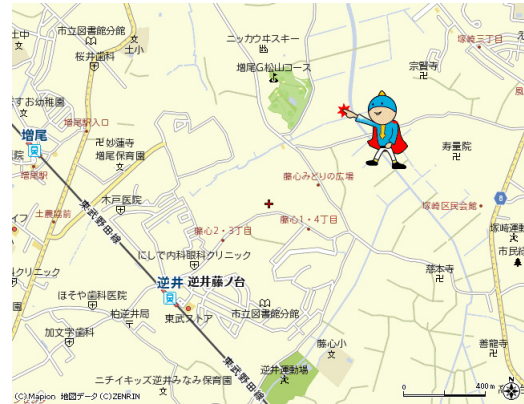 市立図書館分館
土中
土小
桜井歯科
ニッカウヰスキー
増尾G松山コース
宗賢寺
塚崎三丁目
すお幼稚園
増尾駅入口
増尾
妙蓮寺
増尾保育園
寿量院
増尾駅
木戸医院
藤心みどりの広場
土農庭前
東武野田線
藤心2・3丁目
藤心1・4丁目
塚崎区民会館
8
塚崎運動
市民
にしで内科眼科クリニック
クリニック
逆井
逆井藤ノ台
慈本寺
ほそや歯科医院
柏逆井局
東武ストア
市立図書館分館
加文字歯科
藤心小
善龍寺
東武野田線
逆井運動場
ニチイキッズ逆井みなみ保育園
0
400m
(C)Mapion 地図データ(C)ZENRIN